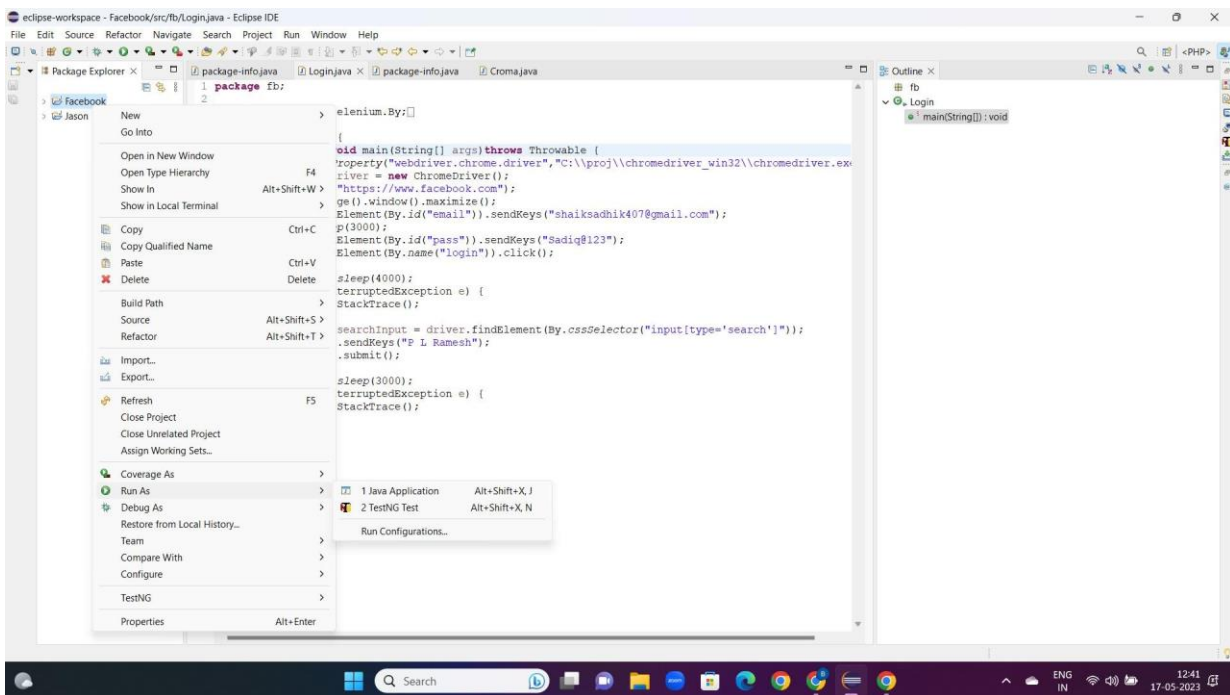 eclipse-workspace - Facebook/src/fb/Login.java - Eclipse IDE
File Edit Source Refactor Navigate Search Project Run Window Help
<PHP>
Package Explorer
package-info.java
Login.java
package-info.java
Croma.java
Outline
Facebook
Jason
1 package fb;
2
elenium.By;
{
oid main(String[] args)throws Throwable {
roperty("webdriver.chrome.driver","C:\\proj\\chromedriver_win32\\chromedriver.exe
river = new ChromeDriver();
"https://www.facebook.com");
ge().window().maximize();
Element(By.id("email")).sendKeys("shaiksadhik407@gmail.com");
p(3000);
Element(By.id("pass")).sendKeys("Sadiq@123");
Element(By.name("login")).click();
sleep(4000);
terruptedException e) {
StackTrace();
searchInput = driver.findElement(By.cssSelector("input[type='search']"));
.sendKeys("P L Ramesh");
.submit();
sleep(3000);
terruptedException e) {
StackTrace();
New
Go Into
Open in New Window
Open Type Hierarchy F4
Show In Alt+Shift+W >
Show in Local Terminal
Copy Ctrl+C
Copy Qualified Name
Paste Ctrl+V
Delete Delete
Build Path
Source Alt+Shift+S >
Refactor Alt+Shift+T >
Import...
Export...
Refresh F5
Close Project
Close Unrelated Project
Assign Working Sets...
Coverage As
Run As
Debug As
Restore from Local History...
Team
Compare With
Configure
TestNG
Properties Alt+Enter
1 Java Application Alt+Shift+X, J
2 TestNG Test Alt+Shift+X, N
Run Configurations...
fb
Login
main(String[]) : void
Search
ENG
IN
12:41
17-05-2023